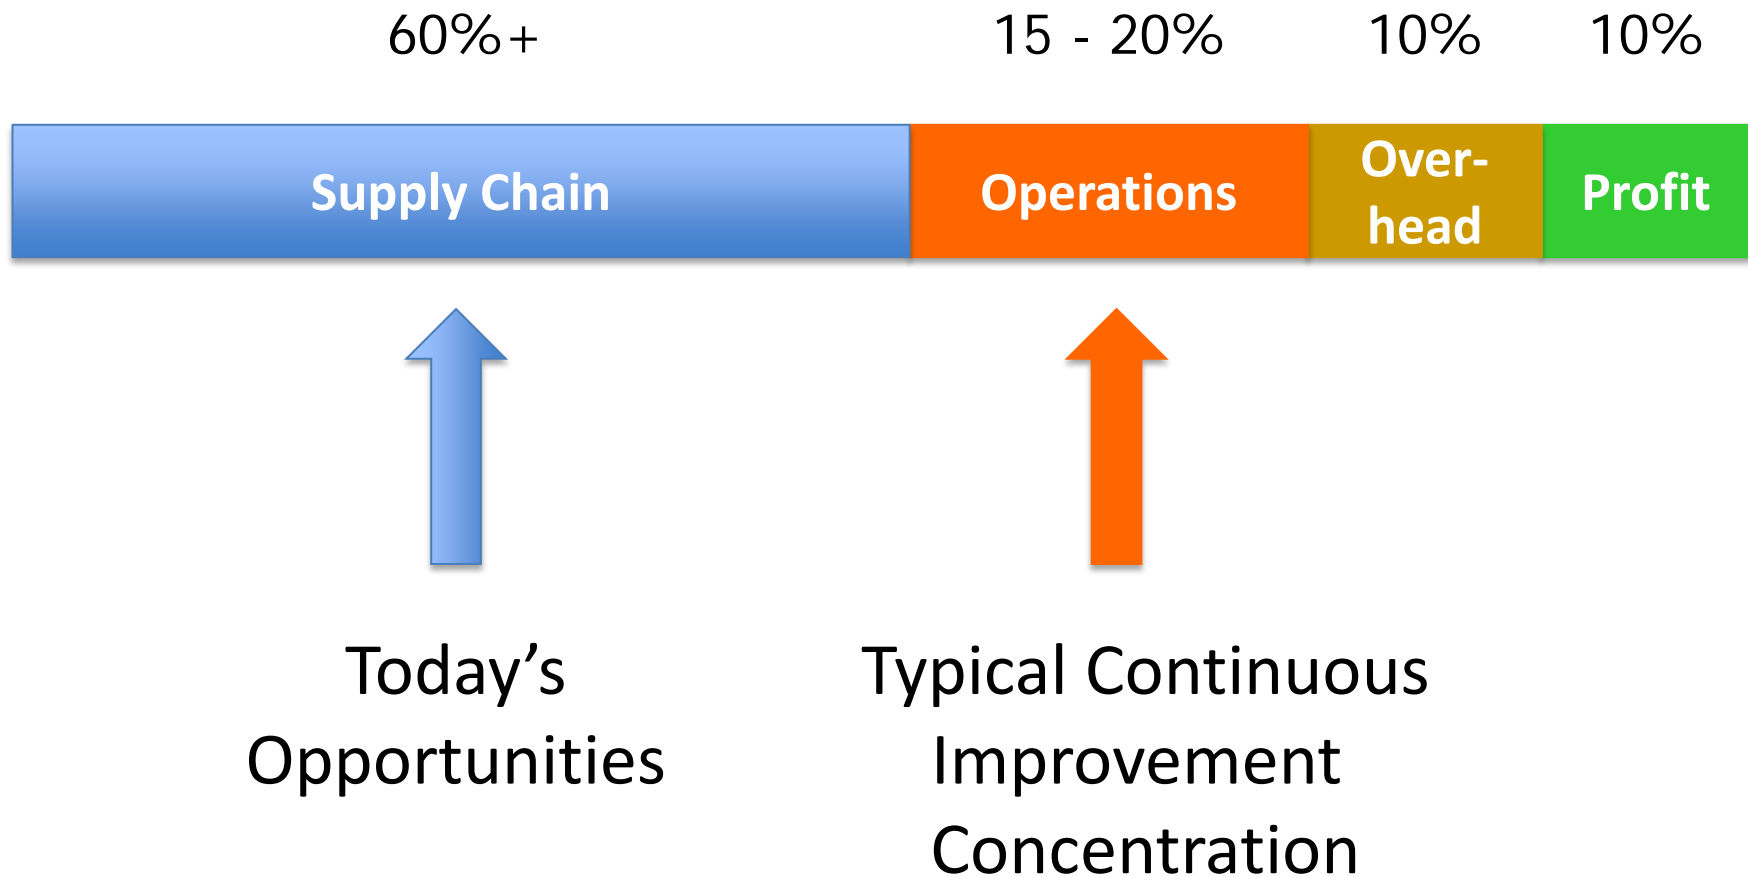 60%+
15 - 20%
10%
10%
Supply Chain
Operations
Over-
head
Profit
Today’s
Opportunities
Typical Continuous
Improvement
Concentration